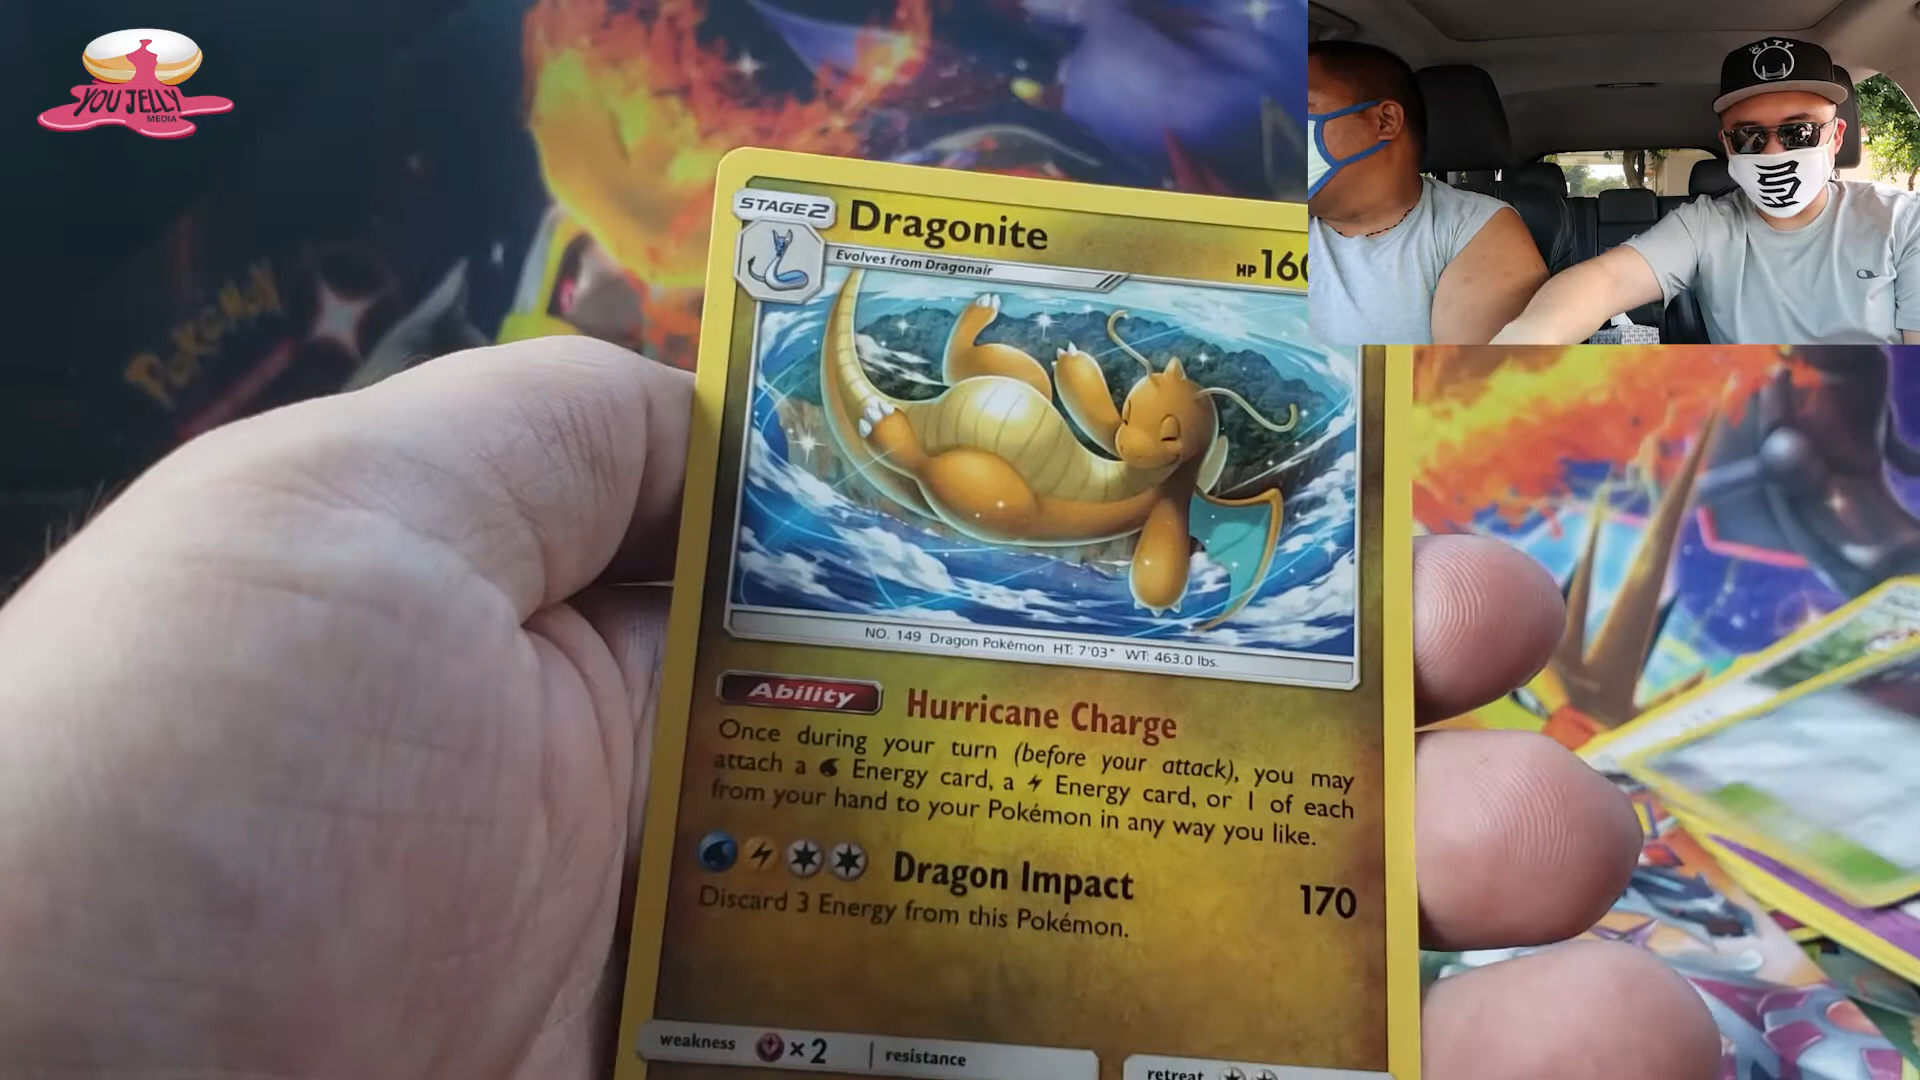 YOU JELLY
MEDIA
CITY
POKÉMON
STAGE2
Dragonite
HP 160
Evolves from Dragonair
NO. 149 Dragon Pokémon HT: 7'03" WT: 463.0 lbs.
Ability Hurricane Charge
Once during your turn (before your attack), you may
attach a Energy card, a Energy card, or 1 of each
from your hand to your Pokémon in any way you like.
Dragon Impact 170
Discard 3 Energy from this Pokémon.
weakness ×2 resistance
retreat